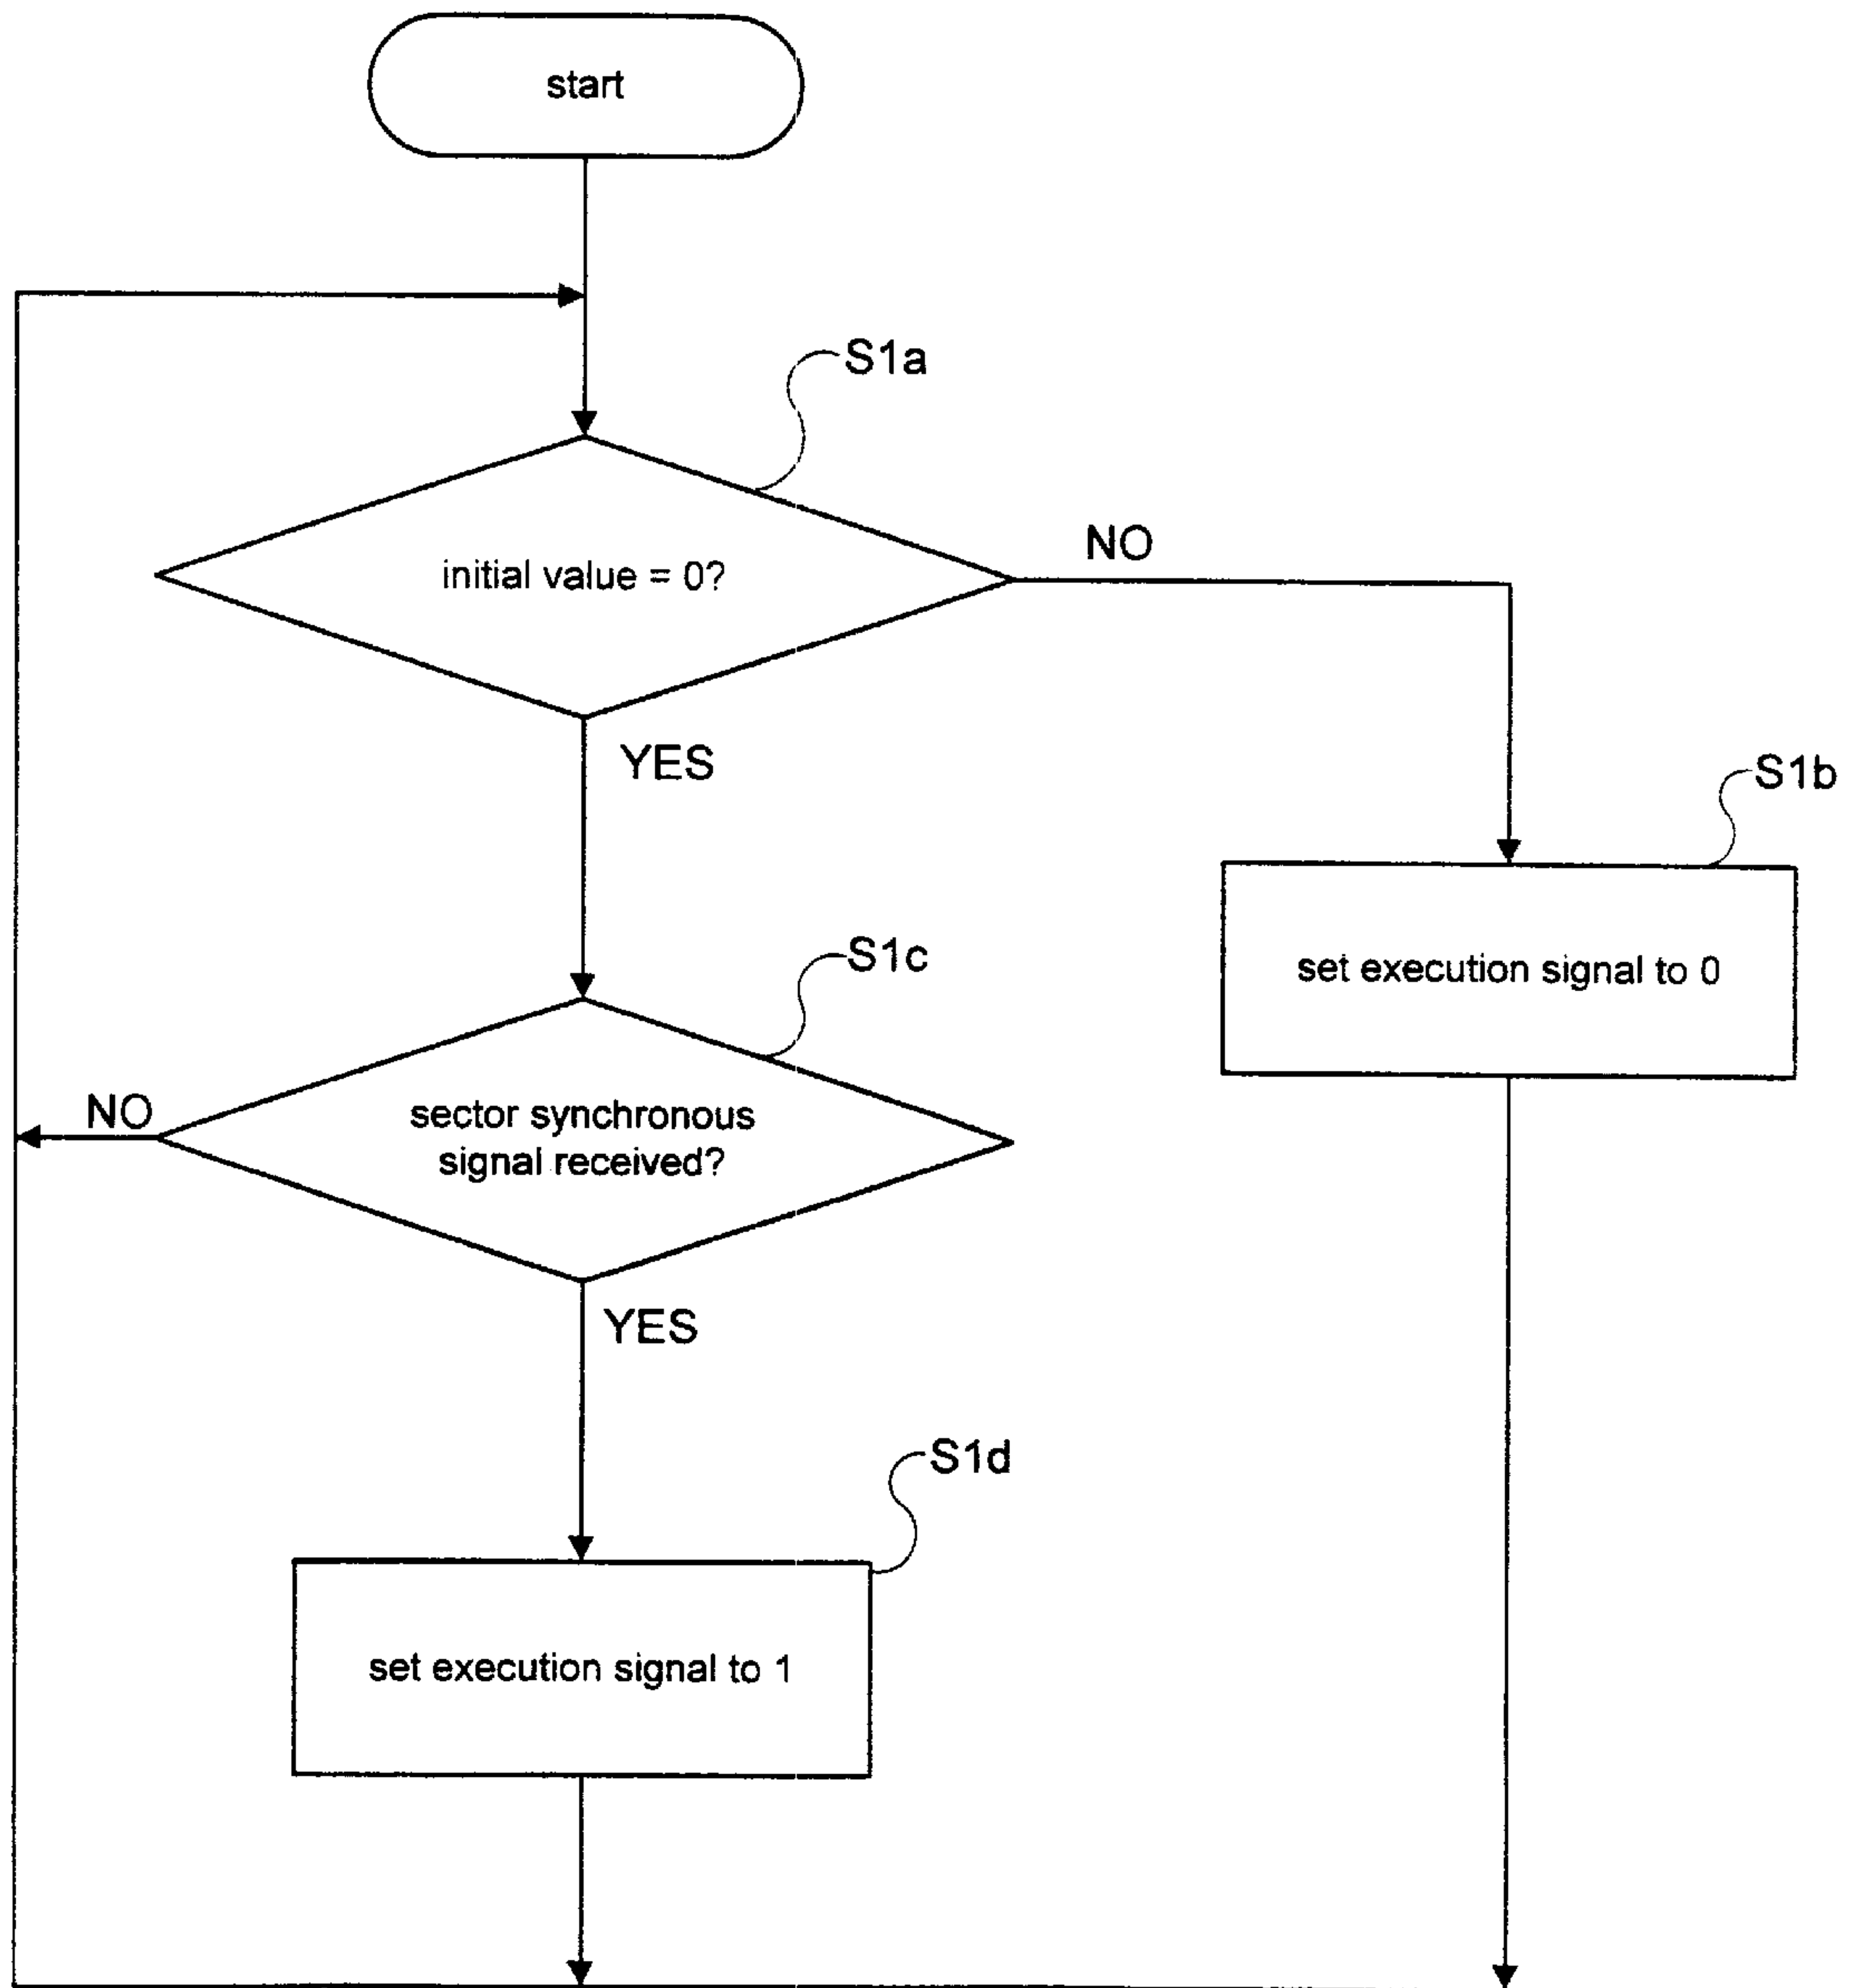 start
S1a
initial value = 0?
NO
YES
S1b
set execution signal to 0
S1c
NO
sector synchronous
signal received?
YES
S1d
set execution signal to 1